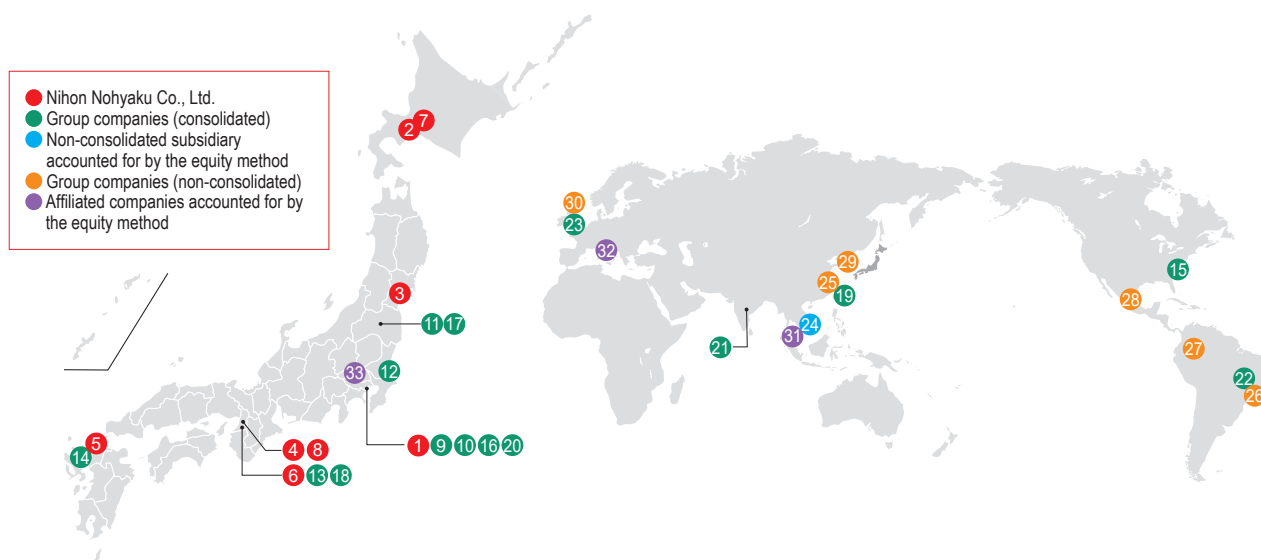 Nihon Nohyaku Co., Ltd.
Group companies (consolidated)
Non-consolidated subsidiary
accounted for by the equity method
Group companies (non-consolidated)
Affiliated companies accounted for by
the equity method
2 7
3
11 17
33 12
5
14
4 8
6 13 18
1 9 10 16 20
30
23
32
29
25
19
24
31
21
15
28
27
22
26